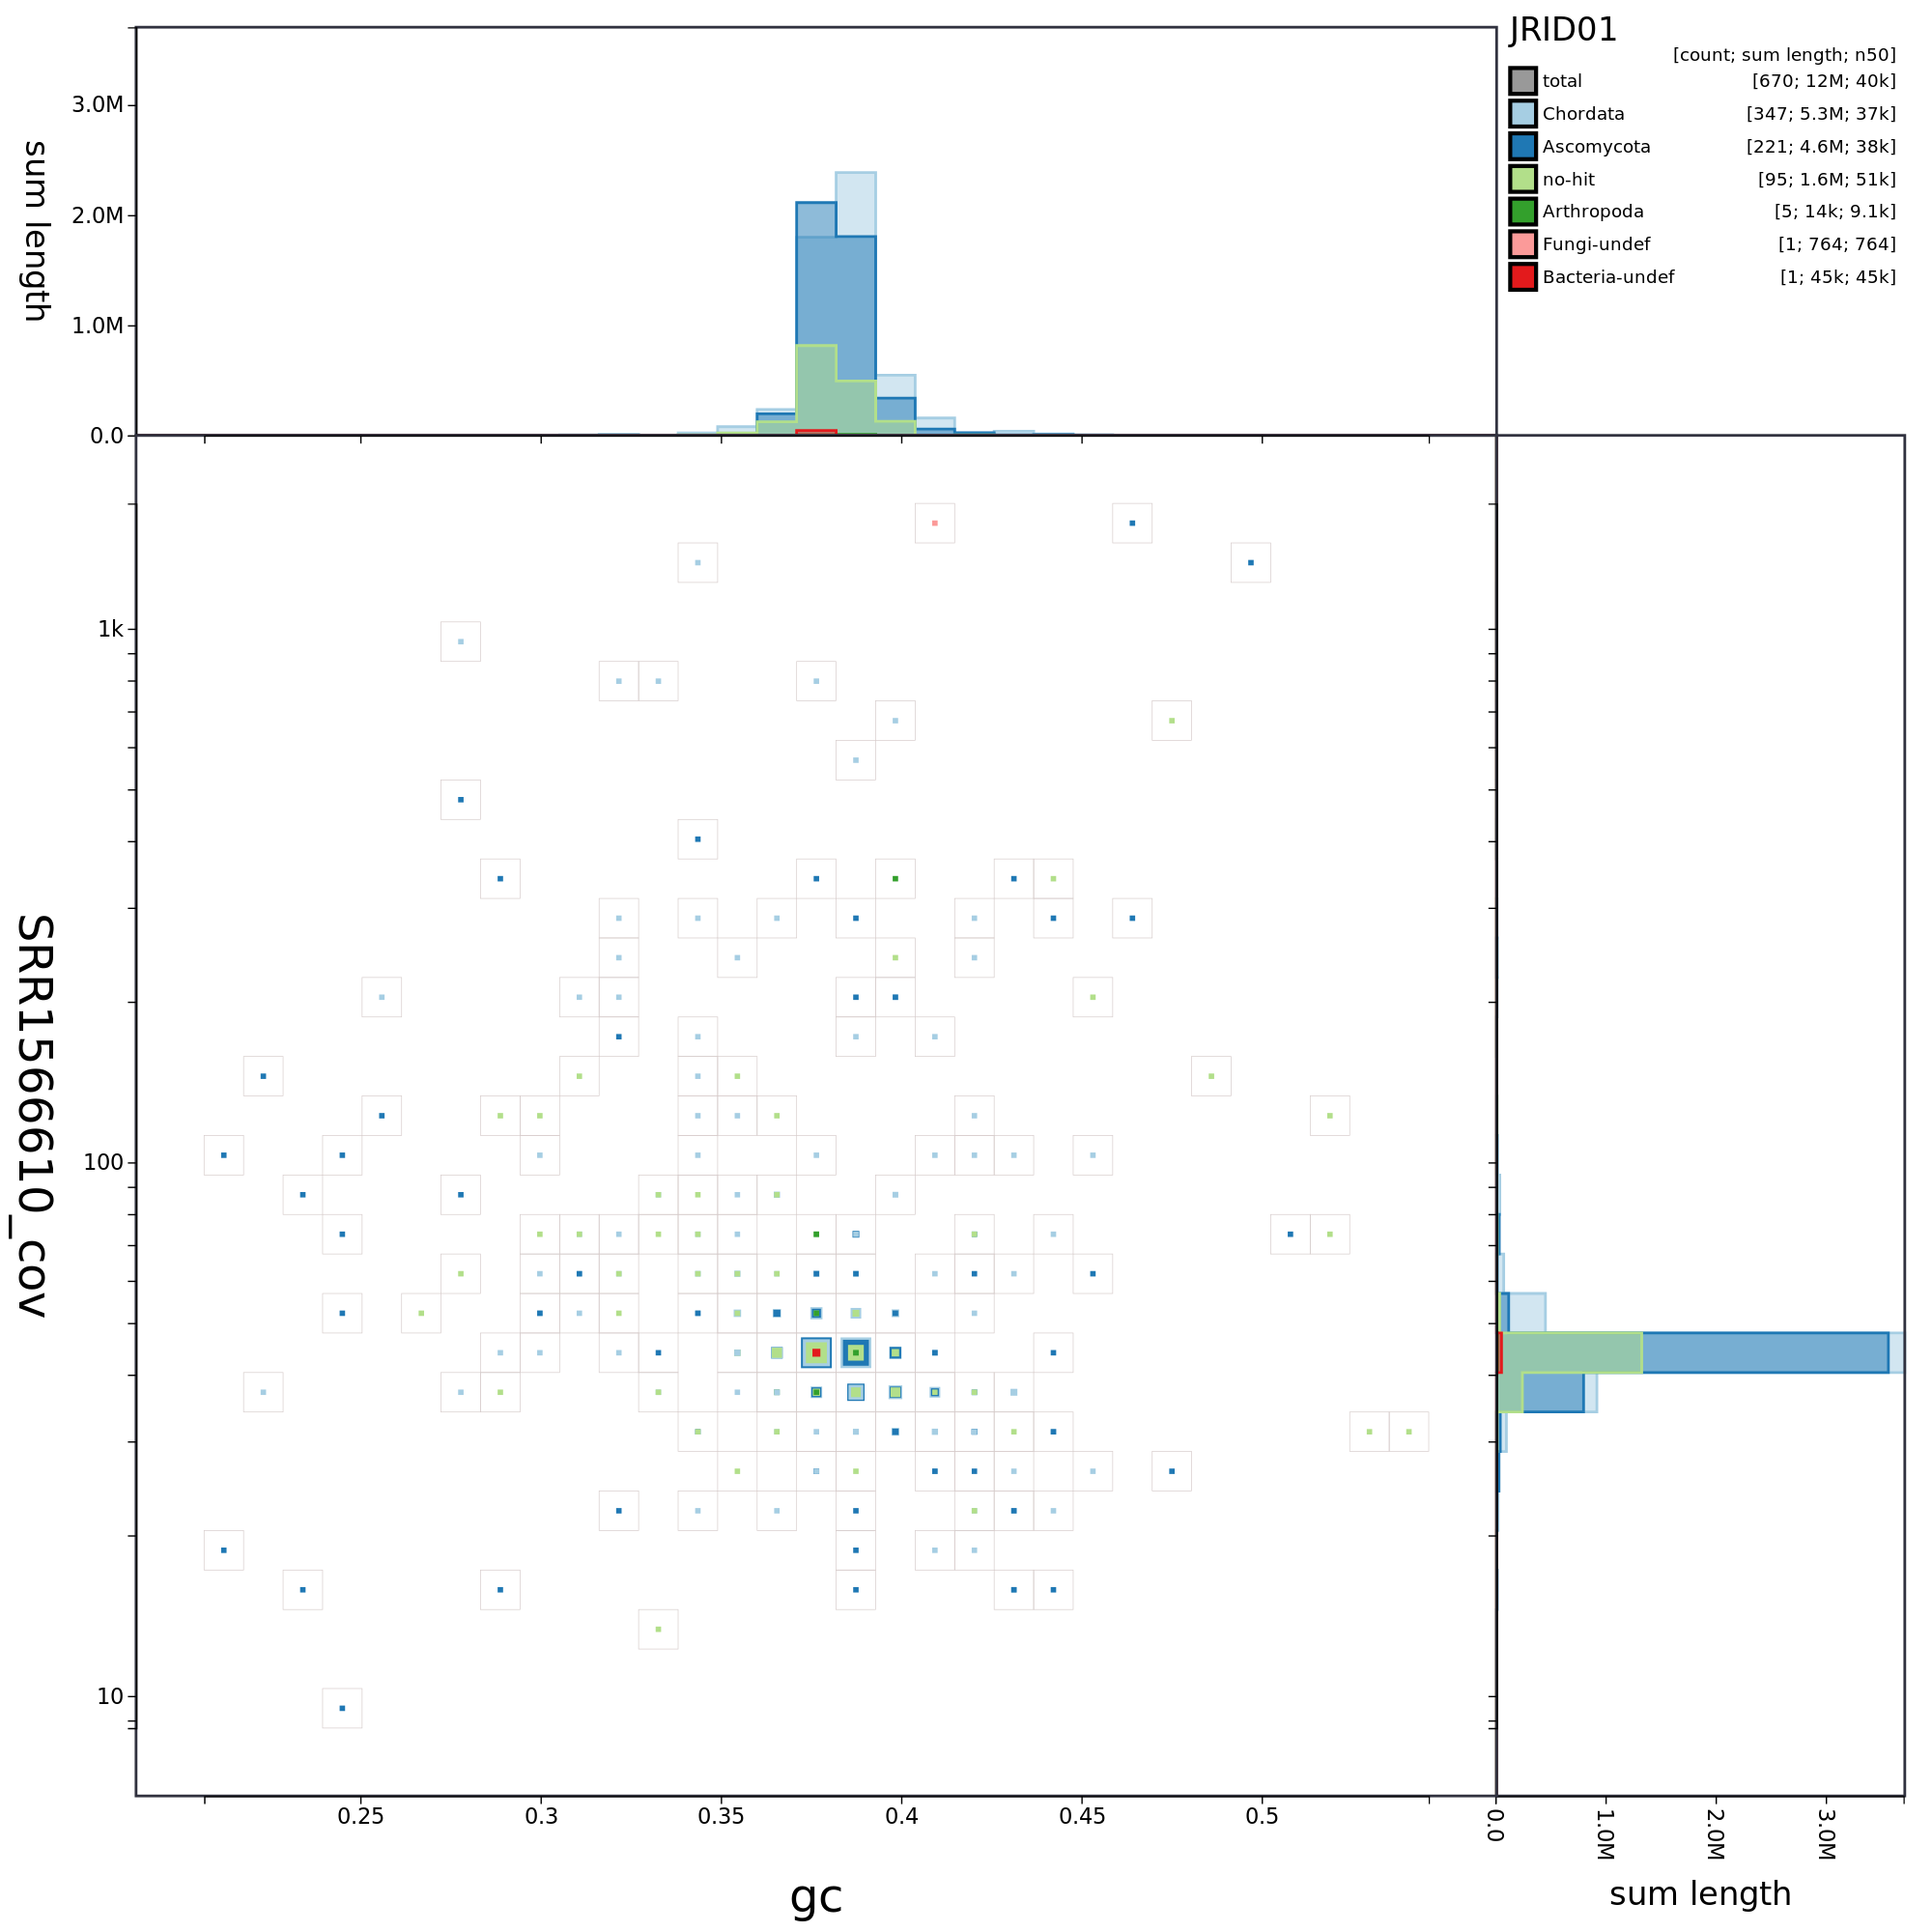 JRID01
[count; sum length; n50]
total [670; 12M; 40k]
Chordata [347; 5.3M; 37k]
Ascomycota [221; 4.6M; 38k]
no-hit [95; 1.6M; 51k]
Arthropoda [5; 14k; 9.1k]
Fungi-undef [1; 764; 764]
Bacteria-undef [1; 45k; 45k]
sum length
3.0M
2.0M
1.0M
0.0
SRR1566610_cov
1k
100
10
0.25 0.3 0.35 0.4 0.45 0.5
gc
0.0 1.0M 2.0M 3.0M
sum length